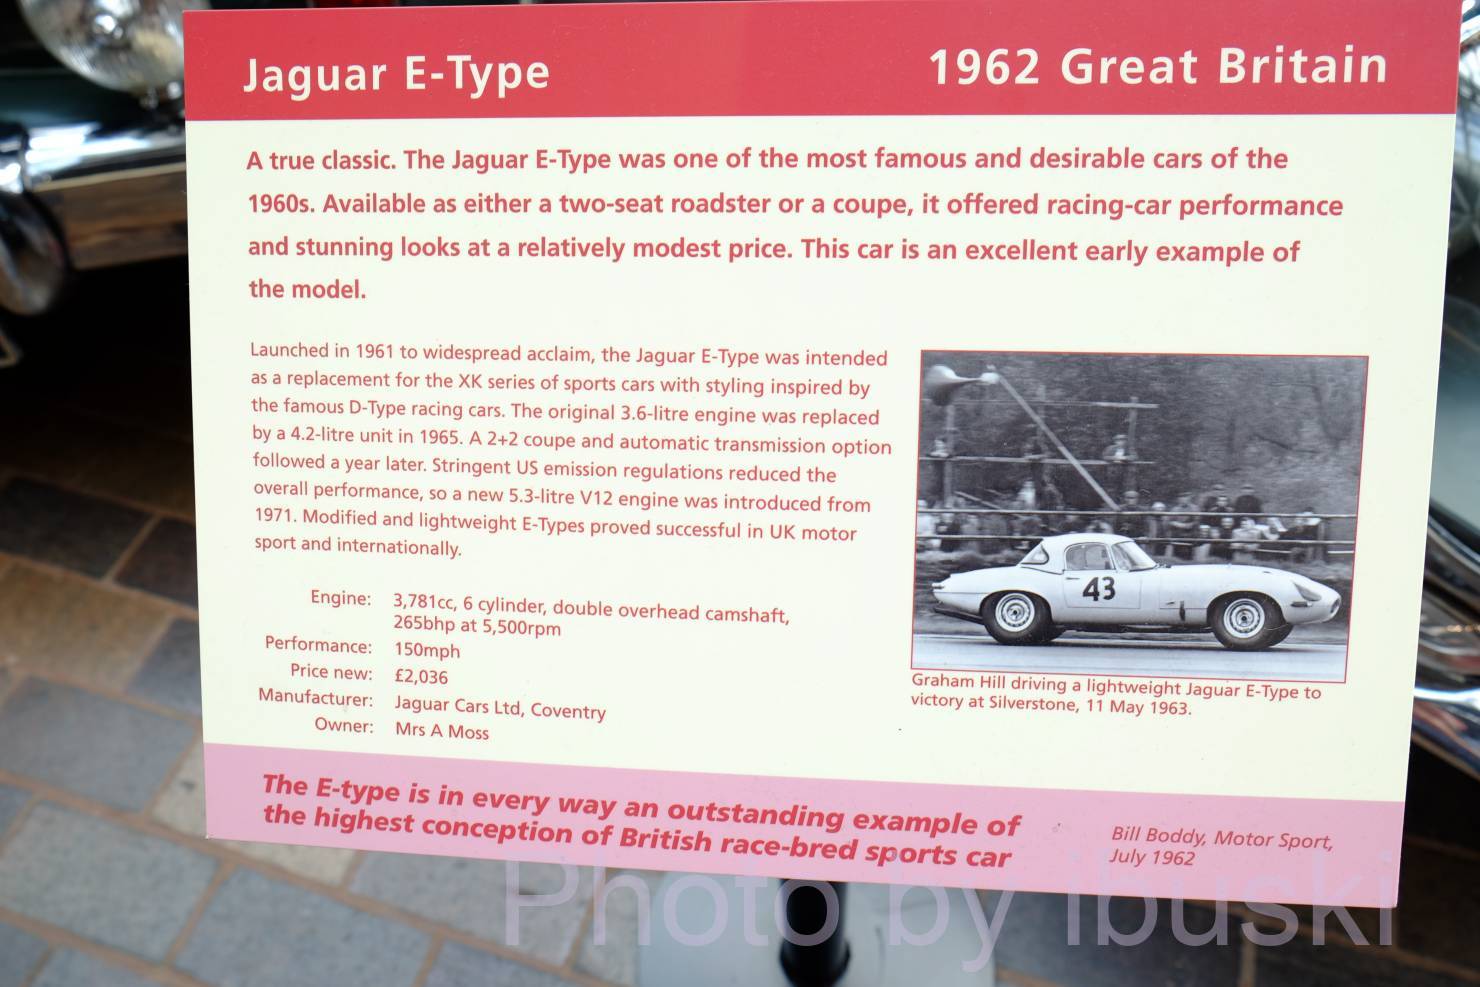 Jaguar E-Type
1962 Great Britain
A true classic. The Jaguar E-Type was one of the most famous and desirable cars of the
1960s. Available as either a two-seat roadster or a coupe, it offered racing-car performance
and stunning looks at a relatively modest price. This car is an excellent early example of
the model.
Launched in 1961 to widespread acclaim, the Jaguar E-Type was intended
as a replacement for the XK series of sports cars with styling inspired by
the famous D-Type racing cars. The original 3.6-litre engine was replaced
by a 4.2-litre unit in 1965. A 2+2 coupe and automatic transmission option
followed a year later. Stringent US emission regulations reduced the
overall performance, so a new 5.3-litre V12 engine was introduced from
1971. Modified and lightweight E-Types proved successful in UK motor
sport and internationally.
Engine: 3,781cc, 6 cylinder, double overhead camshaft,
265bhp at 5,500rpm
Performance: 150mph
Price new: £2,036
Manufacturer: Jaguar Cars Ltd, Coventry
Owner: Mrs A Moss
43
Graham Hill driving a lightweight Jaguar E-Type to
victory at Silverstone, 11 May 1963.
The E-type is in every way an outstanding example of
the highest conception of British race-bred sports car
Bill Boddy, Motor Sport,
July 1962
Photo by ibuski